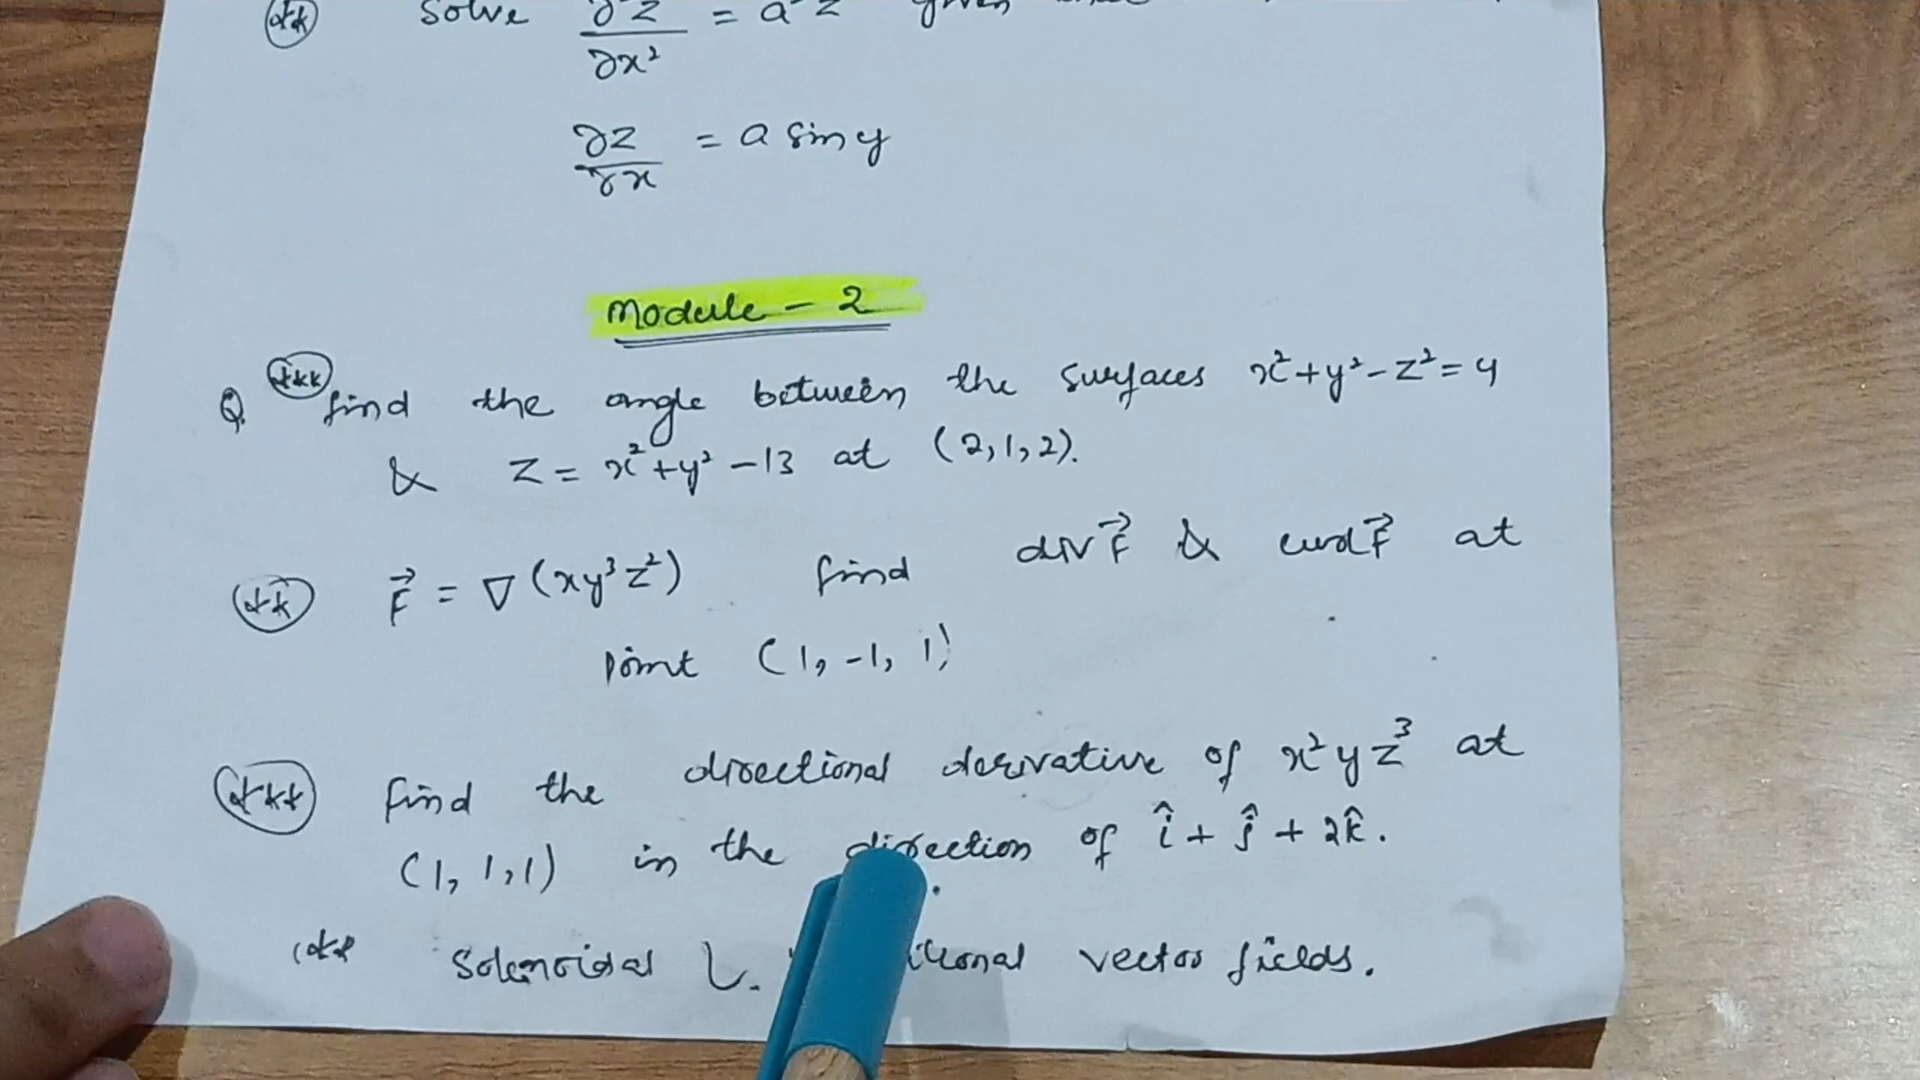 ** Solve ∂²z/∂x² = a²z given
∂z/∂x = a sin y
Module - 2
Q. *** find the angle between the surfaces x²+y²-z²=4
& z = x²+y²-13 at (2,1,2).
** F⃗ = ∇(xy³z²) find div F⃗ & curl F⃗ at
point (1, -1, 1)
*** find the directional derivative of x²yz³ at
(1, 1, 1) in the direction of î + ĵ + 2k̂.
** Solenoidal vector fields.